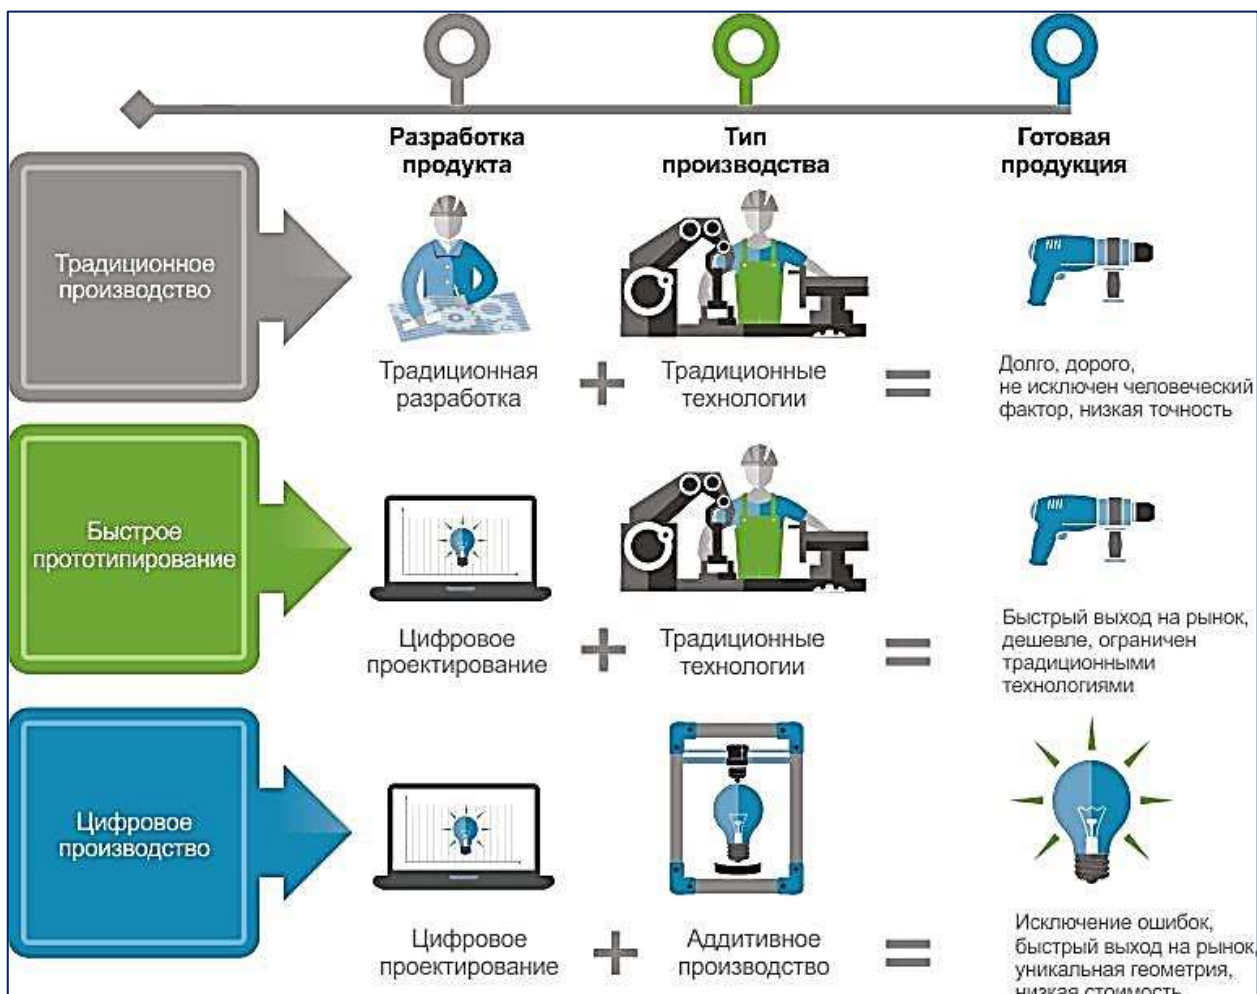 Разработка
продукта
Тип
производства
Готовая
продукция
Традиционное
производство
Традиционная
разработка
+
Традиционные
технологии
=
Долго, дорого,
не исключен человеческий
фактор, низкая точность
Быстрое
прототипирование
Цифровое
проектирование
+
Традиционные
технологии
=
Быстрый выход на рынок,
дешевле, ограничен
традиционными
технологиями
Цифровое
производство
Цифровое
проектирование
+
Аддитивное
производство
=
Исключение ошибок,
быстрый выход на рынок,
уникальная геометрия,
низкая стоимость